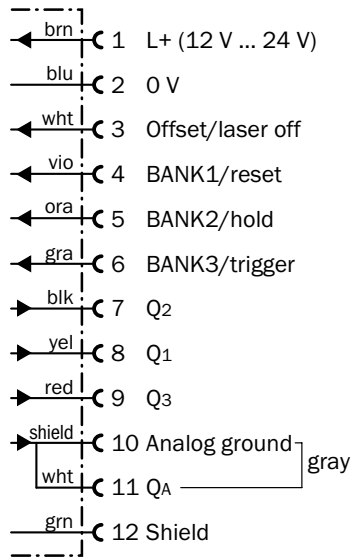 brn 1 L+ (12 V ... 24 V)
blu 2 0 V
wht 3 Offset/laser off
vio 4 BANK1/reset
ora 5 BANK2/hold
gra 6 BANK3/trigger
blk 7 Q2
yel 8 Q1
red 9 Q3
shield 10 Analog ground
gray
wht 11 QA
grn 12 Shield